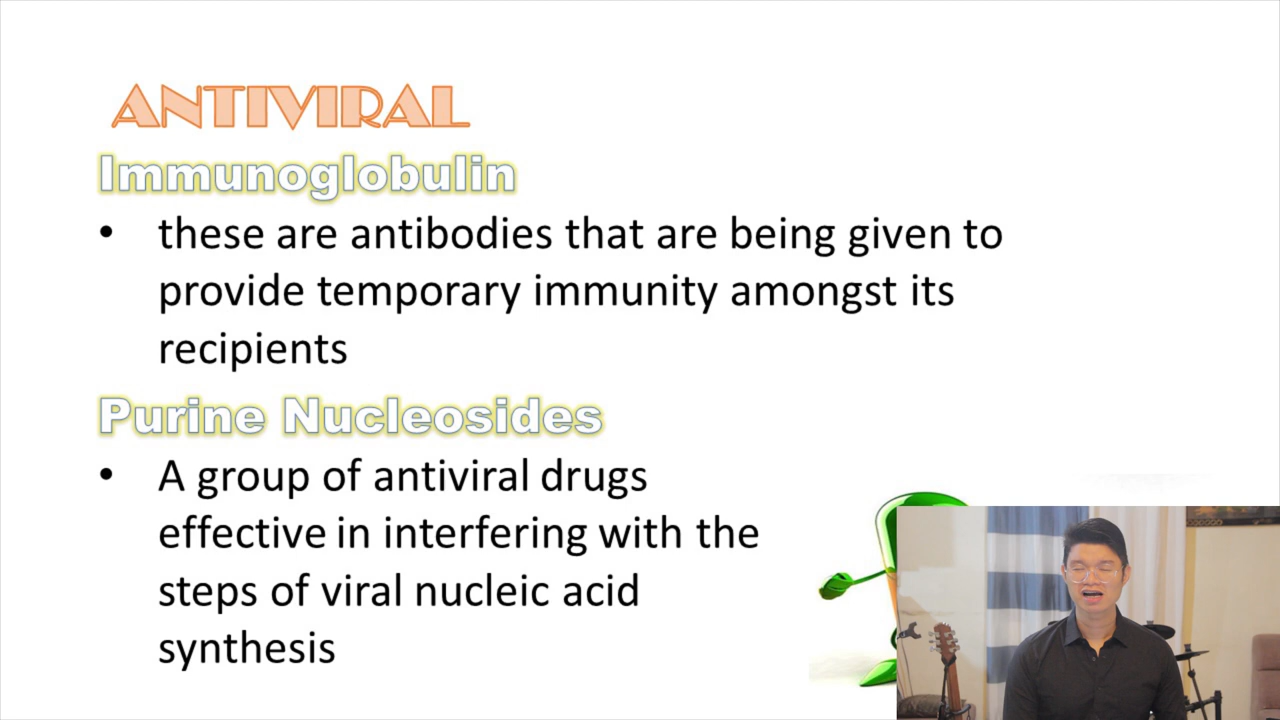 ANTIVIRAL
Immunoglobulin
• these are antibodies that are being given to
provide temporary immunity amongst its
recipients
Purine Nucleosides
• A group of antiviral drugs
effective in interfering with the
steps of viral nucleic acid
synthesis